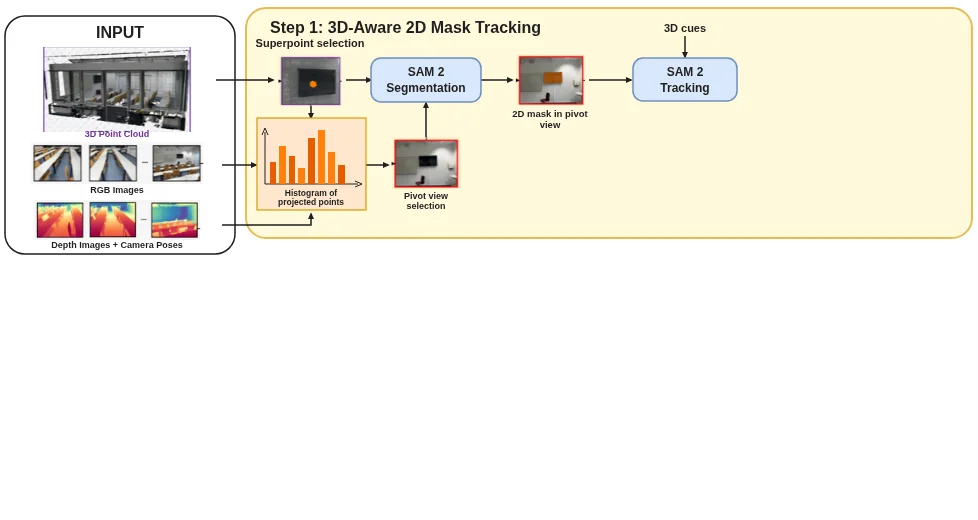 INPUT
3D Point Cloud
RGB Images
Depth Images + Camera Poses
Step 1: 3D-Aware 2D Mask Tracking
Superpoint selection
Histogram of
projected points
SAM 2
Segmentation
Pivot view
selection
2D mask in pivot
view
3D cues
SAM 2
Tracking